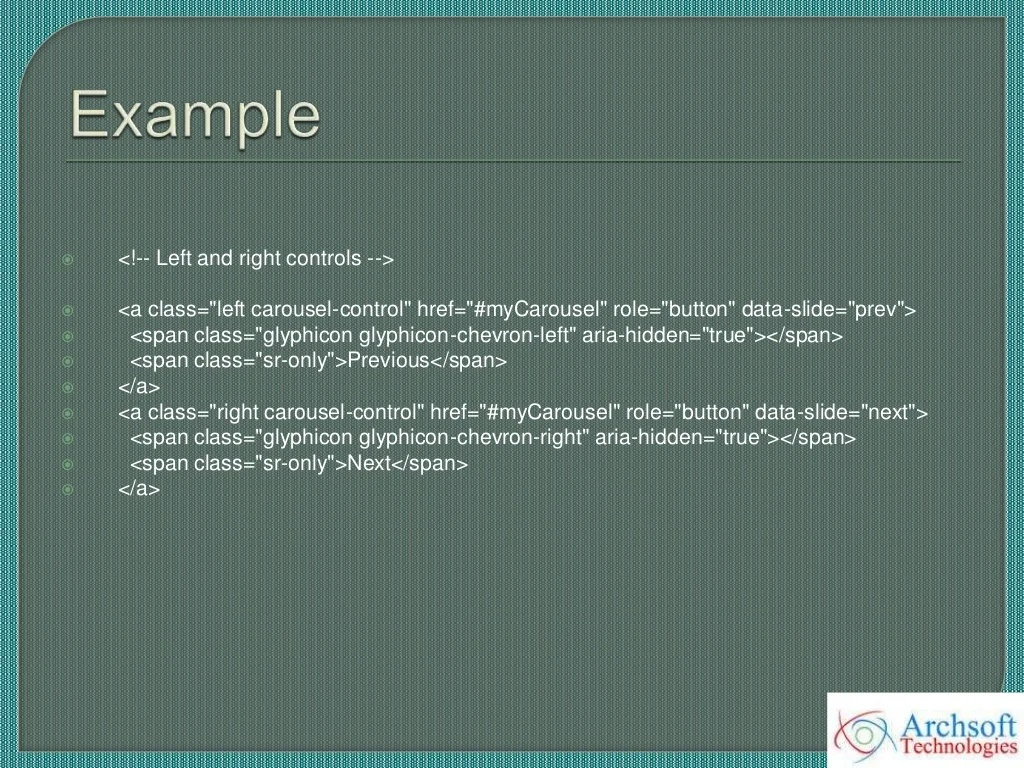 Example
<!-- Left and right controls -->
<a class="left carousel-control" href="#myCarousel" role="button" data-slide="prev">
<span class="glyphicon glyphicon-chevron-left" aria-hidden="true"></span>
<span class="sr-only">Previous</span>
</a>
<a class="right carousel-control" href="#myCarousel" role="button" data-slide="next">
<span class="glyphicon glyphicon-chevron-right" aria-hidden="true"></span>
<span class="sr-only">Next</span>
</a>
Archsoft
Technologies